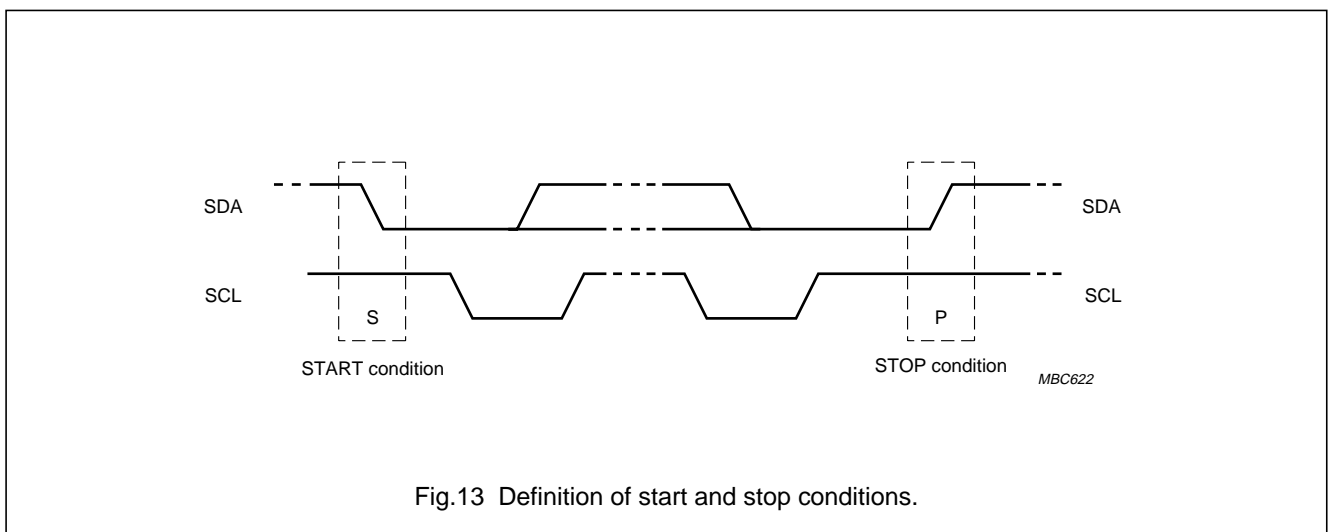 SDA
SDA
SCL
SCL
S
P
START condition
STOP condition
MBC622
Fig.13 Definition of start and stop conditions.